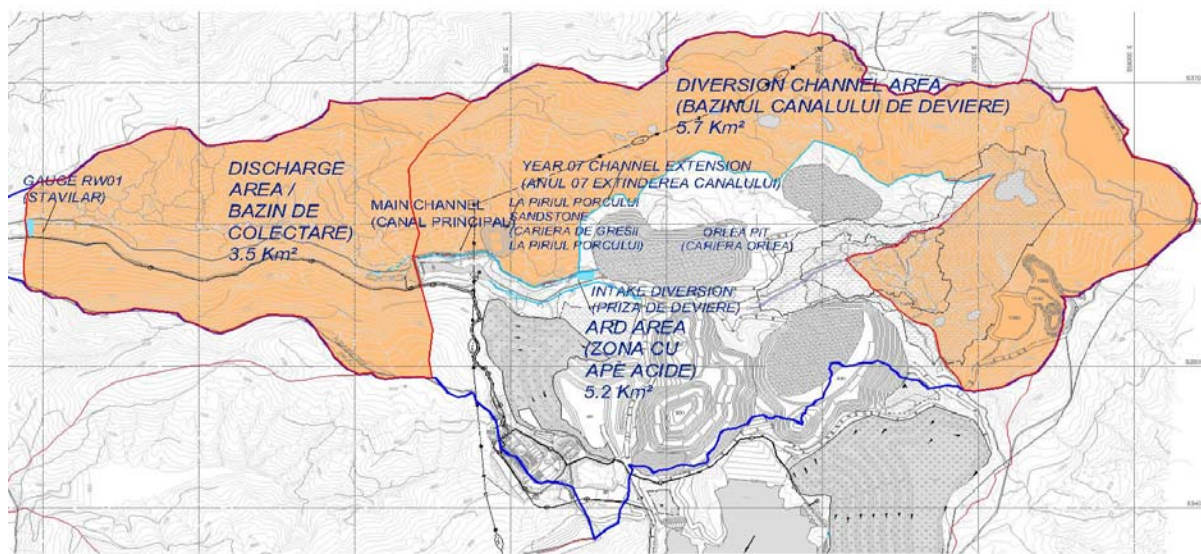 DIVERSION CHANNEL AREA
(BAZINUL CANALULUI DE DEVIERE)
5.7 Km²
DISCHARGE
AREA /
BAZIN DE
COLECTARE)
3.5 Km²
GAUGE RW01
(STAVILAR)
YEAR 07 CHANNEL EXTENSION
(ANUL 07 EXTINDEREA CANALULUI)
MAIN CHANNEL
(CANAL PRINCIPAL)
LA PIRIUL PORCULUI
SANDSTONE
(CARIERA DE GRESII
LA PIRIUL PORCULUI)
ORLEA PIT
(CARIERA ORLEA)
INTAKE DIVERSION
(PRIZA DE DEVIERE)
ARD AREA
(ZONA CU
APE ACIDE)
5.2 Km²